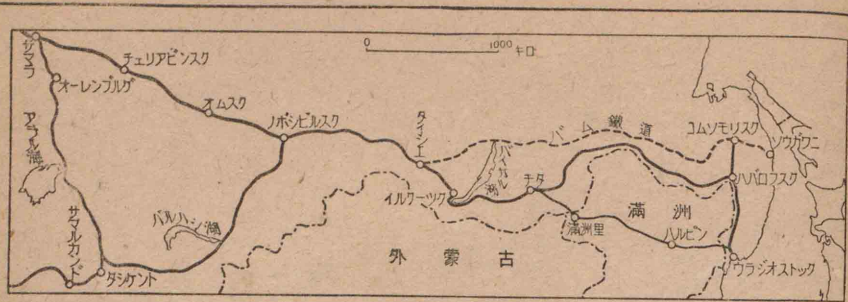 0 1000キロ
サマラ
チェリアビンスク
オーレンブルグ
オムスク
ノボシビルスク
タイシエト
バム鐵道
コムソモリスク
ソウガワニ
アラル海
バイカル湖
チタ
ハバロフスク
イルクーツク
滿洲
バルハシ湖
滿洲里
ハルビン
サマルカンド
タシケント
外蒙古
ウラジオストック